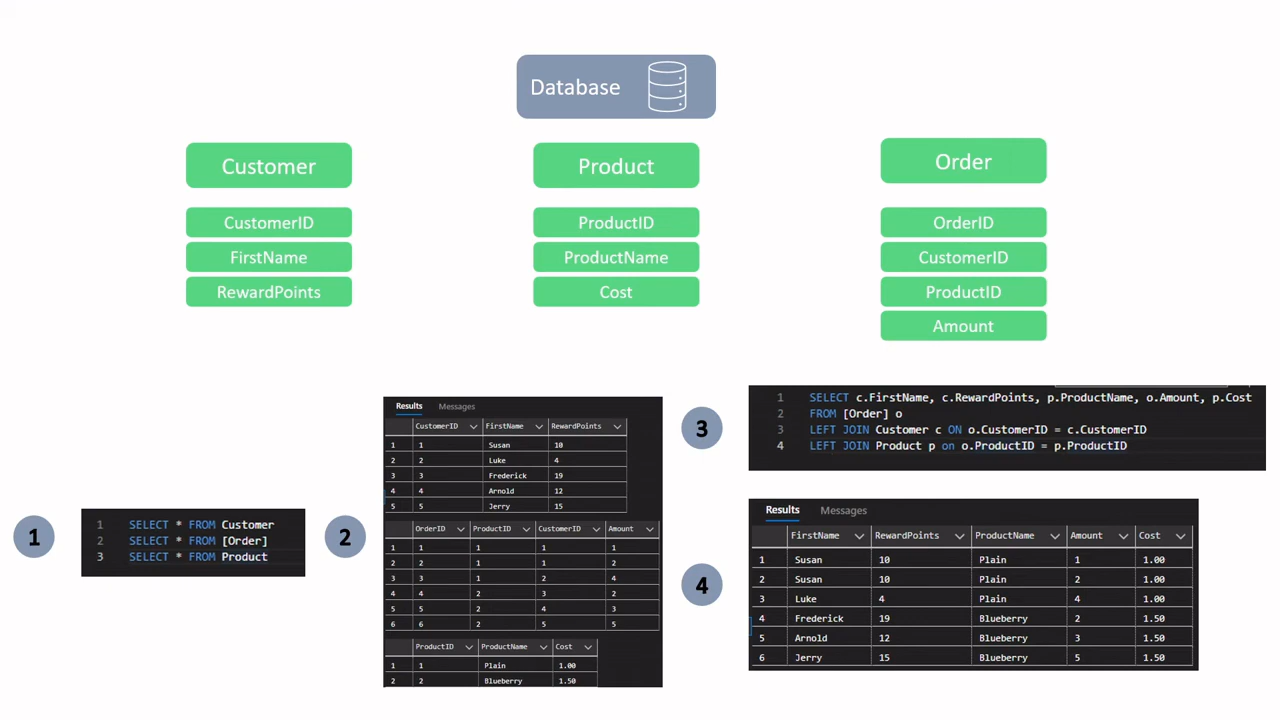 Database
Customer
CustomerID
FirstName
RewardPoints
Product
ProductID
ProductName
Cost
Order
OrderID
CustomerID
ProductID
Amount
1
1 SELECT * FROM Customer
2 SELECT * FROM [Order]
3 SELECT * FROM Product
2
Results Messages
CustomerID FirstName RewardPoints
1 1 Susan 10
2 2 Luke 4
3 3 Frederick 19
4 4 Arnold 12
5 5 Jerry 15
OrderID ProductID CustomerID Amount
1 1 1 1 1
2 2 1 1 2
3 3 1 2 4
4 4 2 3 2
5 5 2 4 3
6 6 2 5 5
ProductID ProductName Cost
1 1 Plain 1.00
2 2 Blueberry 1.50
3
1 SELECT c.FirstName, c.RewardPoints, p.ProductName, o.Amount, p.Cost
2 FROM [Order] o
3 LEFT JOIN Customer c ON o.CustomerID = c.CustomerID
4 LEFT JOIN Product p on o.ProductID = p.ProductID
4
Results Messages
FirstName RewardPoints ProductName Amount Cost
1 Susan 10 Plain 1 1.00
2 Susan 10 Plain 2 1.00
3 Luke 4 Plain 4 1.00
4 Frederick 19 Blueberry 2 1.50
5 Arnold 12 Blueberry 3 1.50
6 Jerry 15 Blueberry 5 1.50